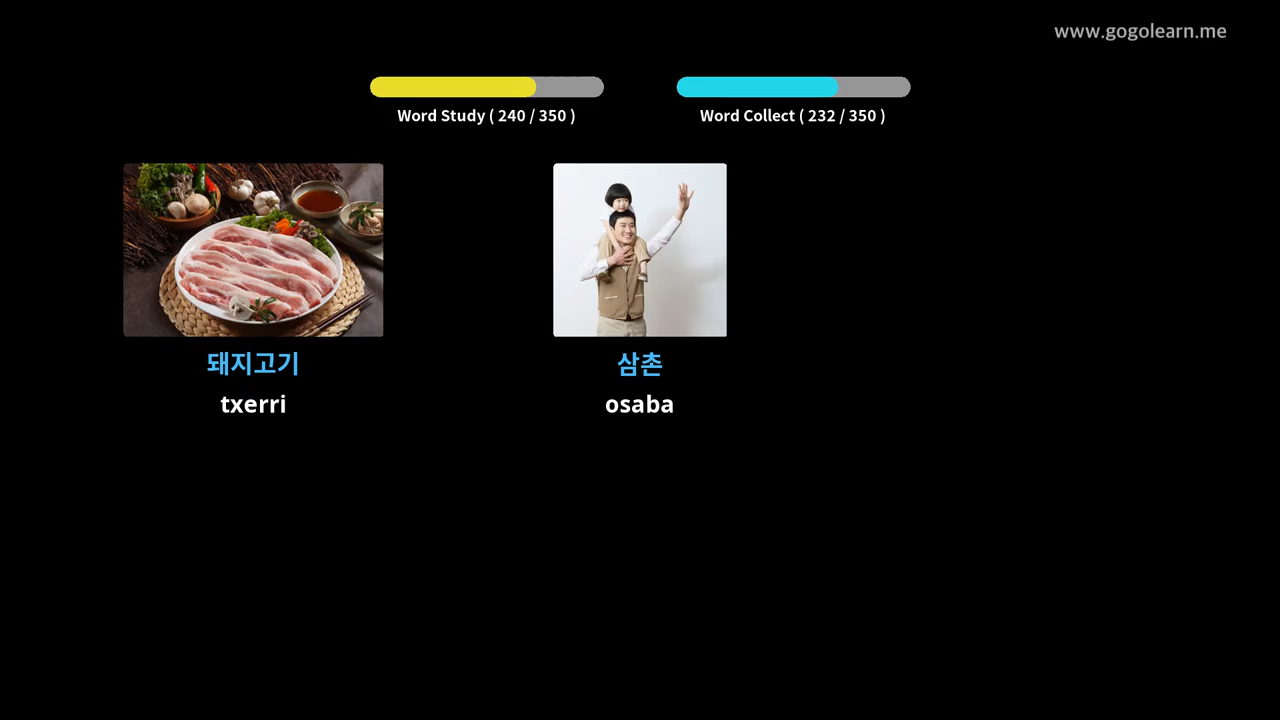 www.gogolearn.me
Word Study ( 240 / 350 )
Word Collect ( 232 / 350 )
돼지고기
txerri
삼촌
osaba